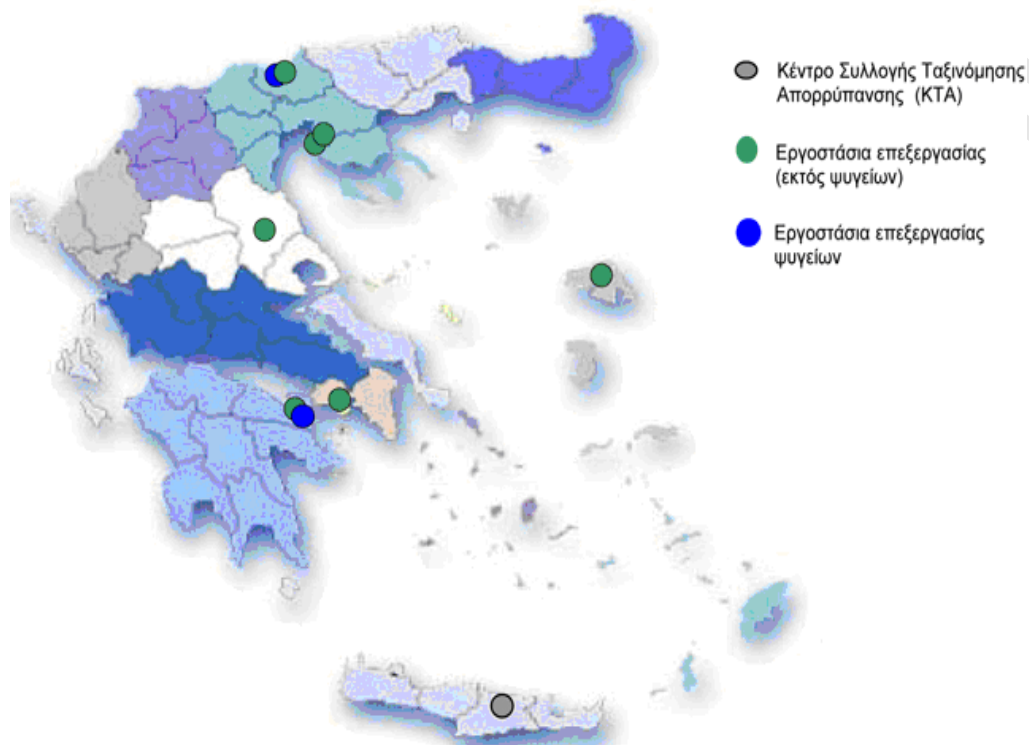 Κέντρο Συλλογής Ταξινόμησης
Απορρύπανσης (ΚΤΑ)
Εργοστάσια επεξεργασίας
(εκτός ψυγείων)
Εργοστάσια επεξεργασίας
ψυγείων